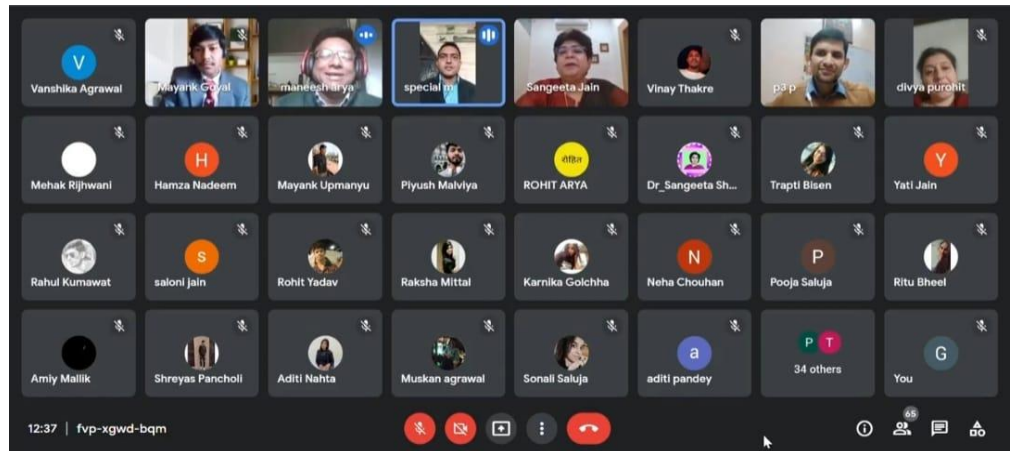 V
Vanshika Agrawal
Mayank Goyal
maneesh arya
special m
Sangeeta Jain
Vinay Thakre
p3 p
divya purohit
Mehak Rijhwani
H
Hamza Nadeem
Mayank Upmanyu
Piyush Malviya
रोहित
ROHIT ARYA
Dr_Sangeeta Sh...
Trapti Bisen
Y
Yati Jain
Rahul Kumawat
s
saloni jain
Rohit Yadav
Raksha Mittal
Karnika Golchha
N
Neha Chouhan
P
Pooja Saluja
Ritu Bheel
Amiy Mallik
Shreyas Pancholi
Aditi Nahta
Muskan agrawal
Sonali Saluja
a
aditi pandey
P T
34 others
G
You
12:37 | fvp-xgwd-bqm
65